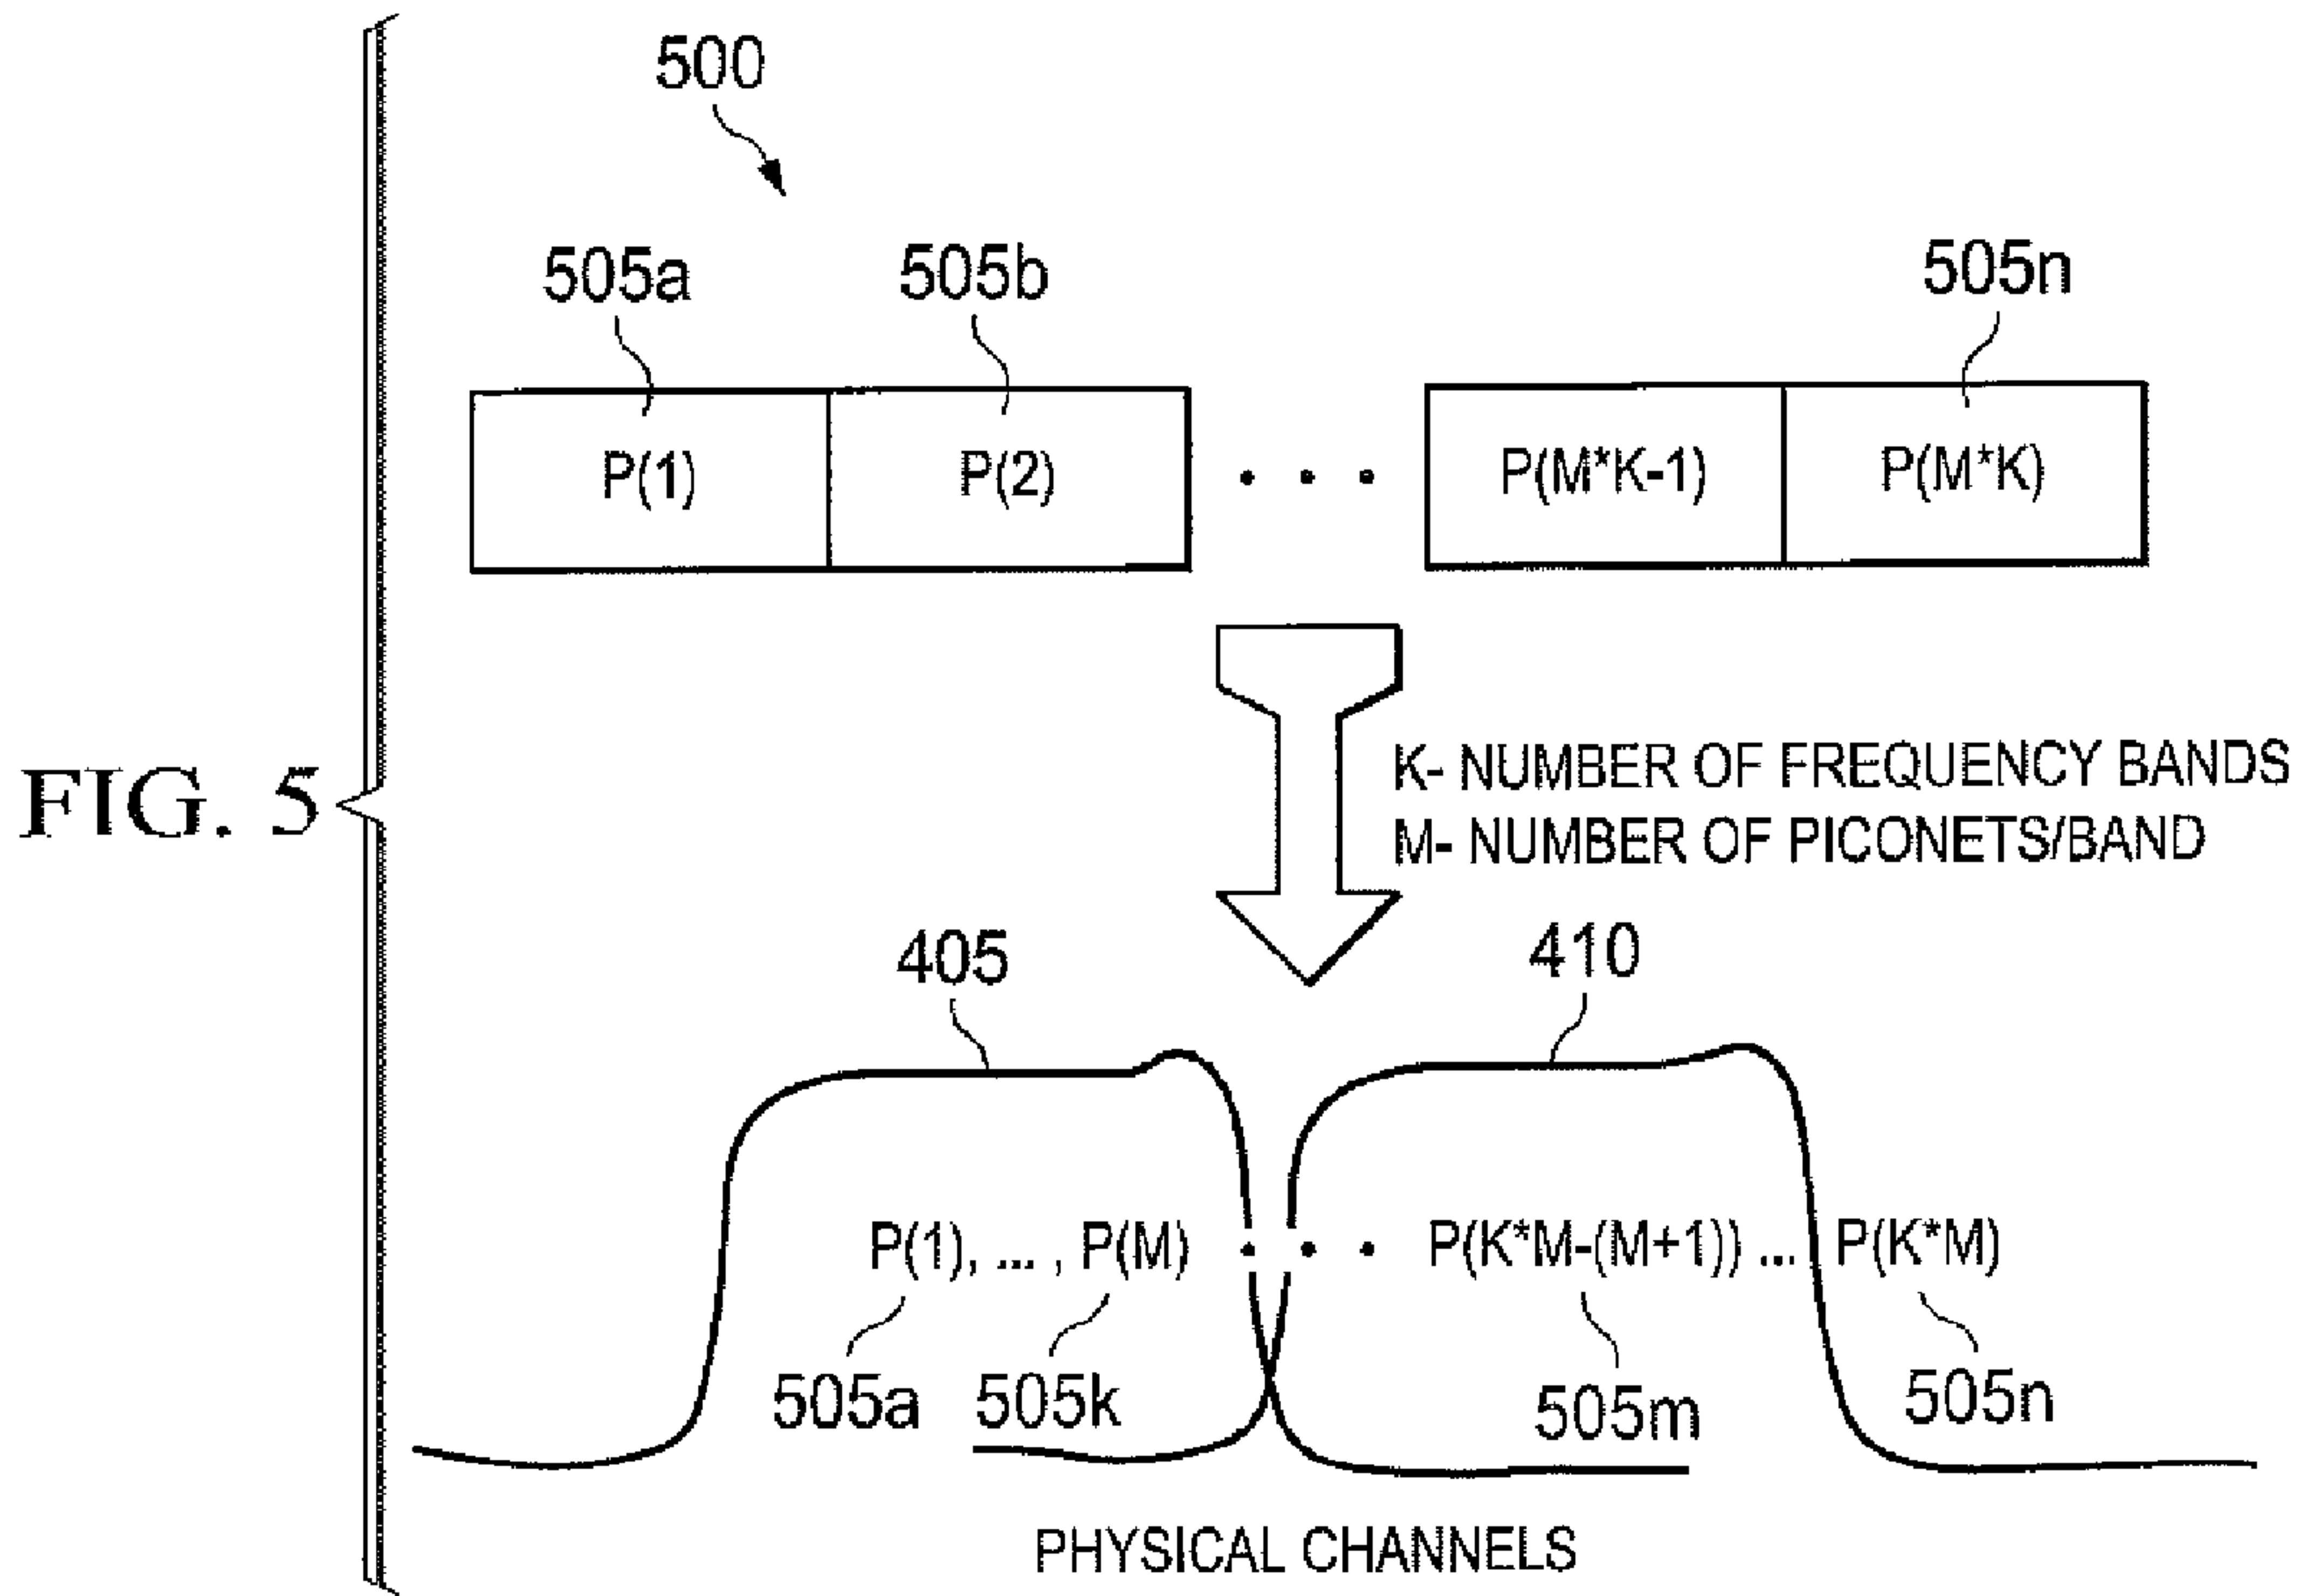 500
505a 505b 505n
P(1) P(2) . . . P(M*K-1) P(M*K)
FIG. 5
K- NUMBER OF FREQUENCY BANDS
M- NUMBER OF PICONETS/BAND
405 410
P(1), ... , P(M) . . . P(K*M-(M+1)) ... P(K*M)
505a 505k 505m 505n
PHYSICAL CHANNELS